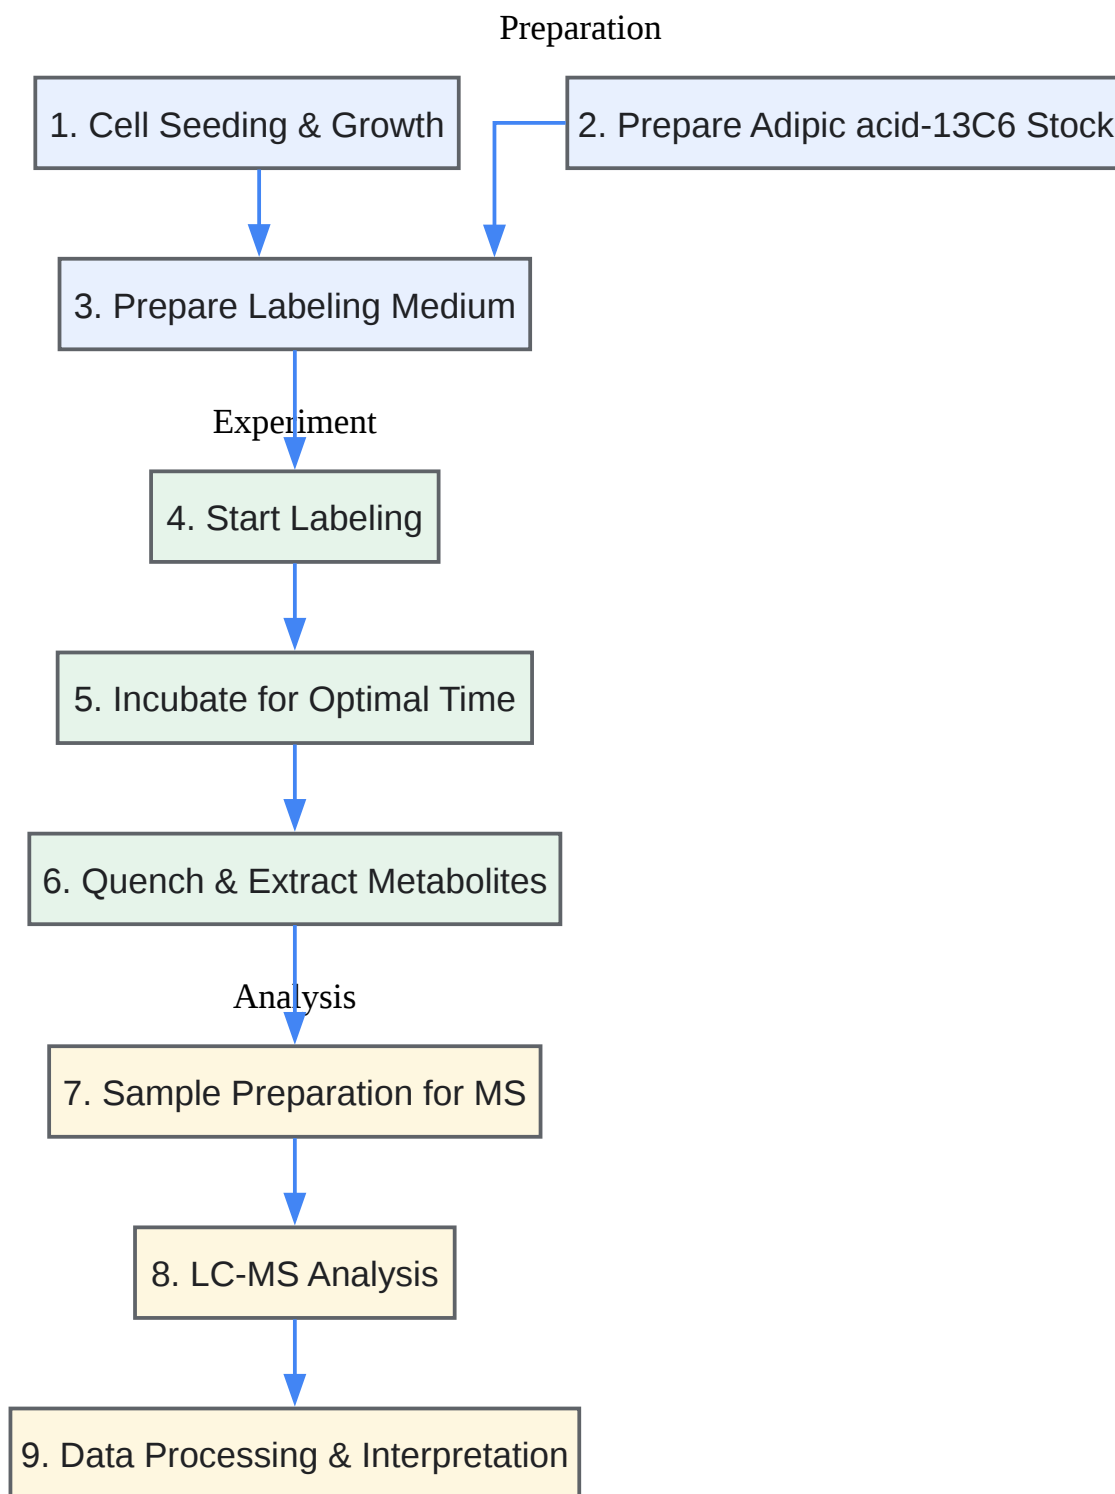 Preparation
1. Cell Seeding & Growth
2. Prepare Adipic acid-13C6 Stock
3. Prepare Labeling Medium
Experiment
4. Start Labeling
5. Incubate for Optimal Time
6. Quench & Extract Metabolites
Analysis
7. Sample Preparation for MS
8. LC-MS Analysis
9. Data Processing & Interpretation